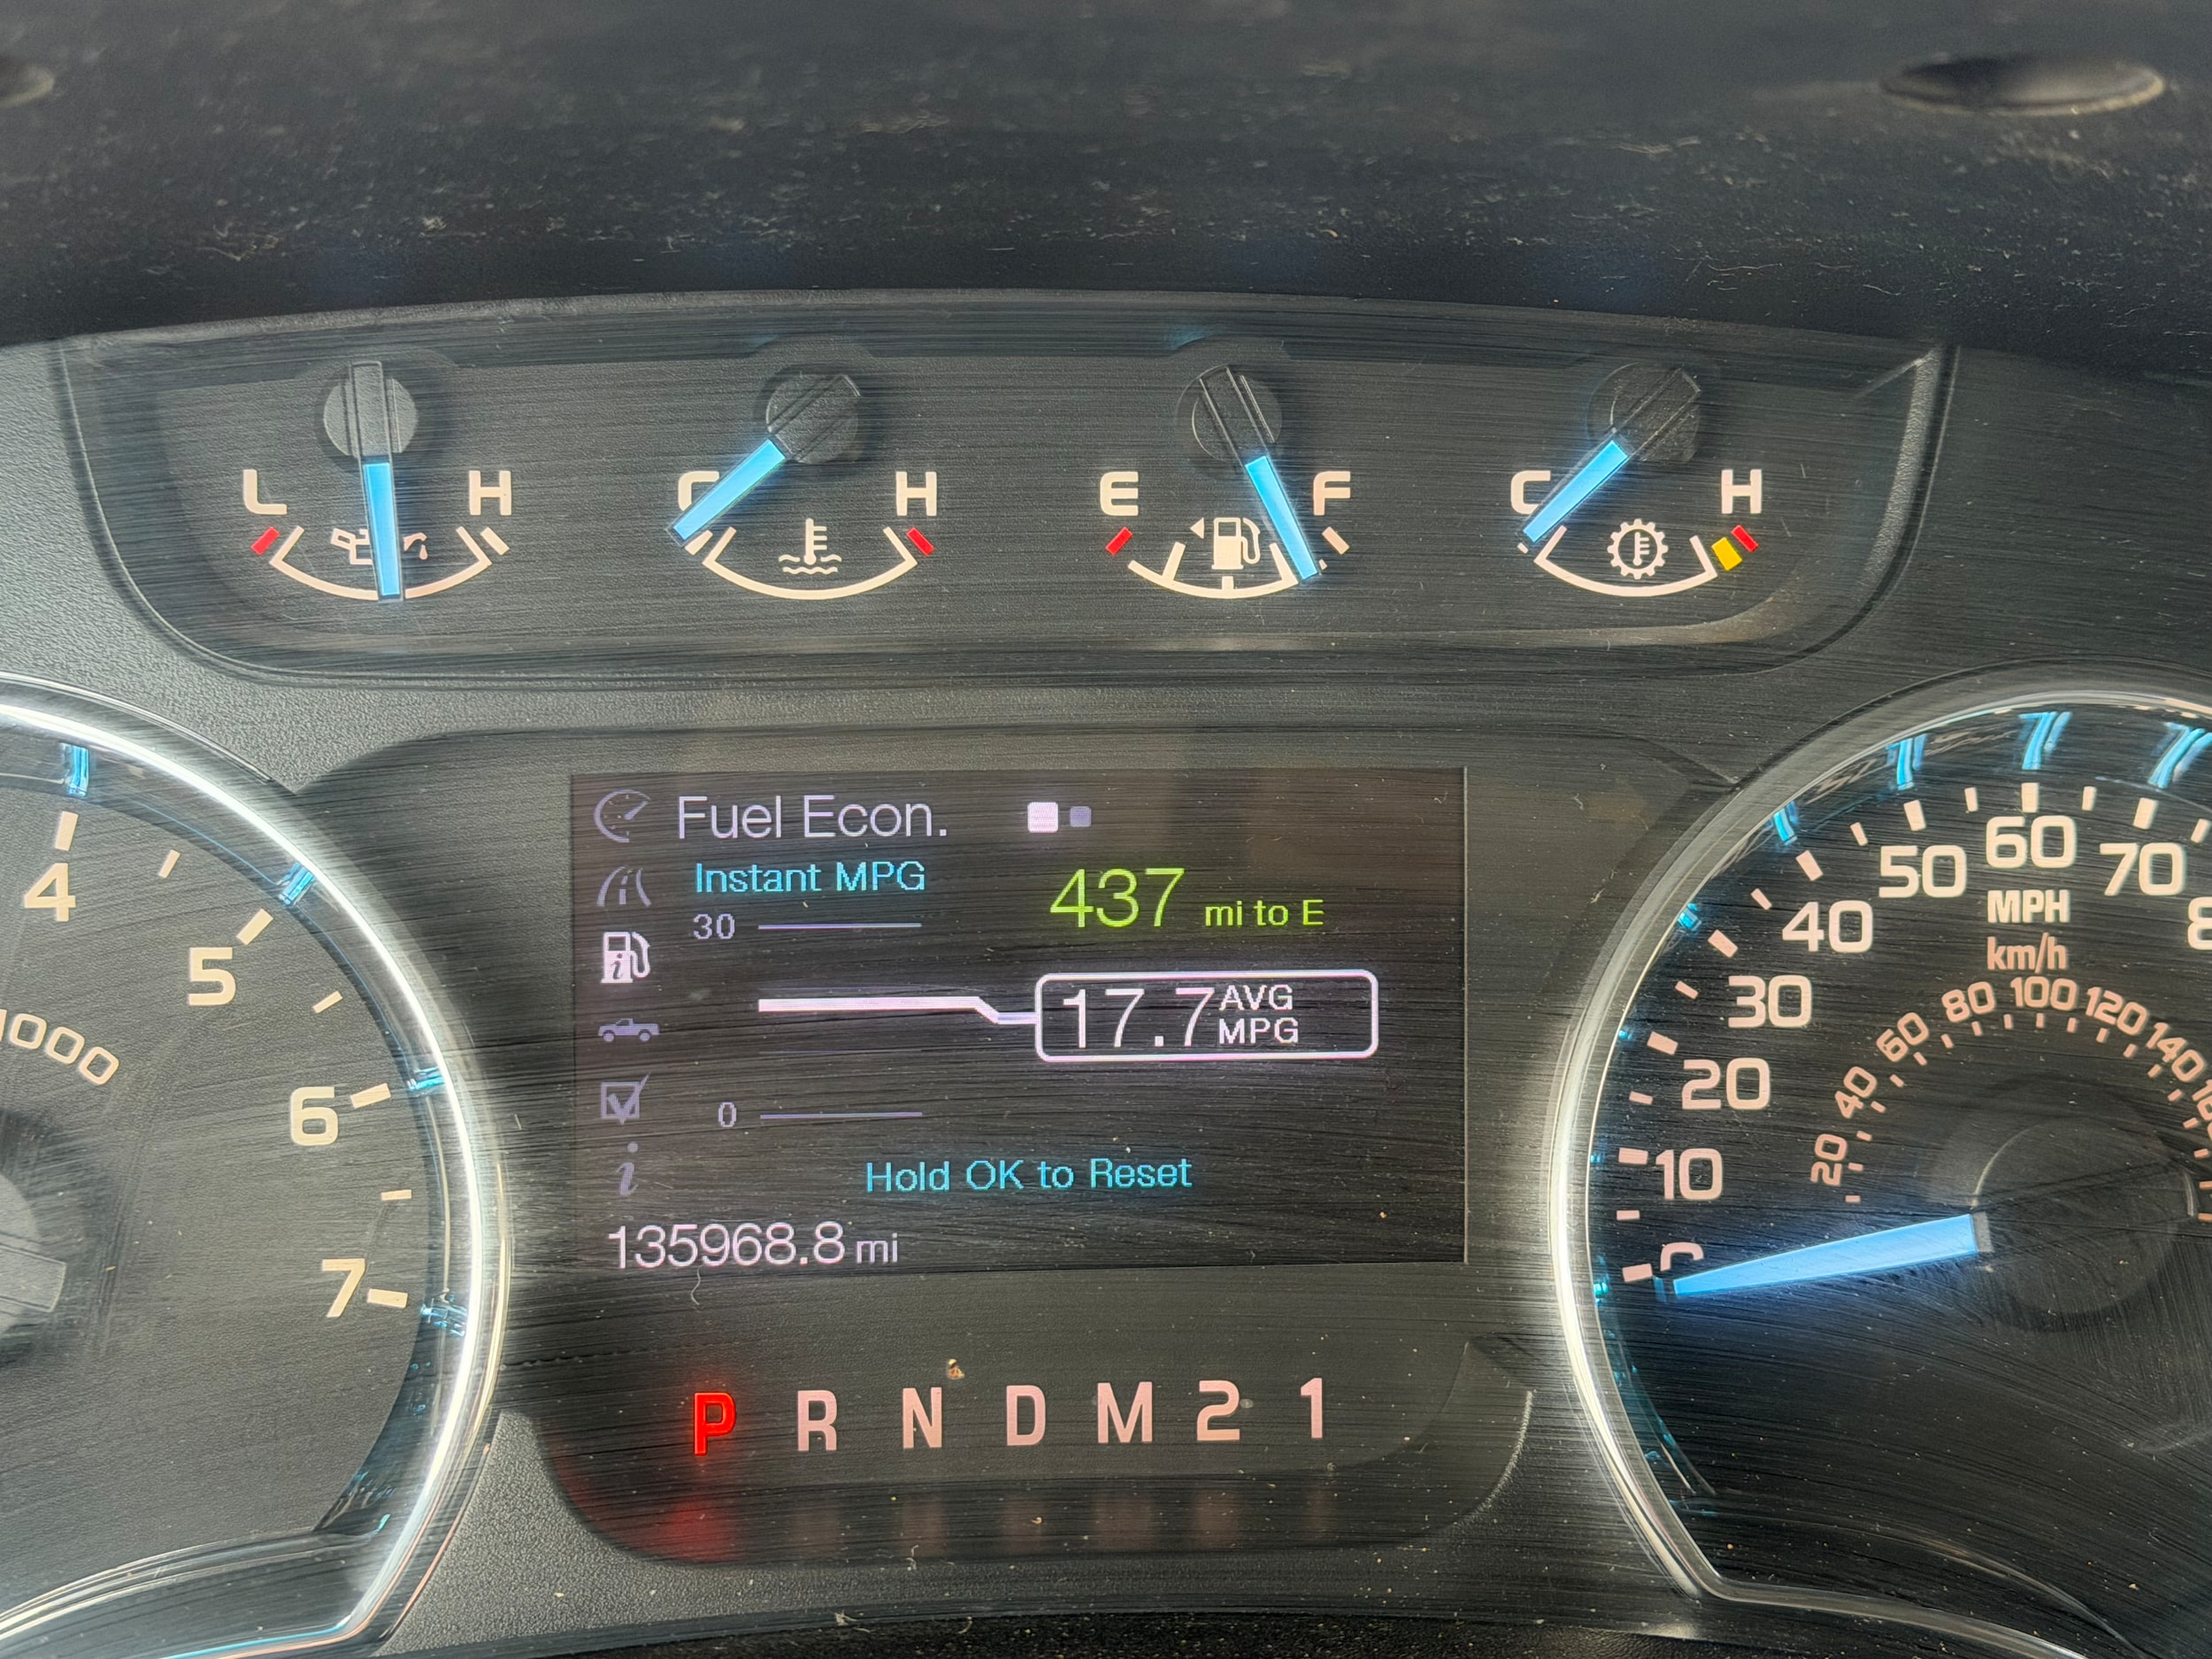 L H C H E F C H
Fuel Econ.
Instant MPG
437 mi to E
30
17.7 AVG MPG
0
Hold OK to Reset
135968.8 mi
P R N D M 2 1
4
5
6
7
1000
0
10
20
30
40
50
60
70
MPH
km/h
20
40
60
80
100
120
140